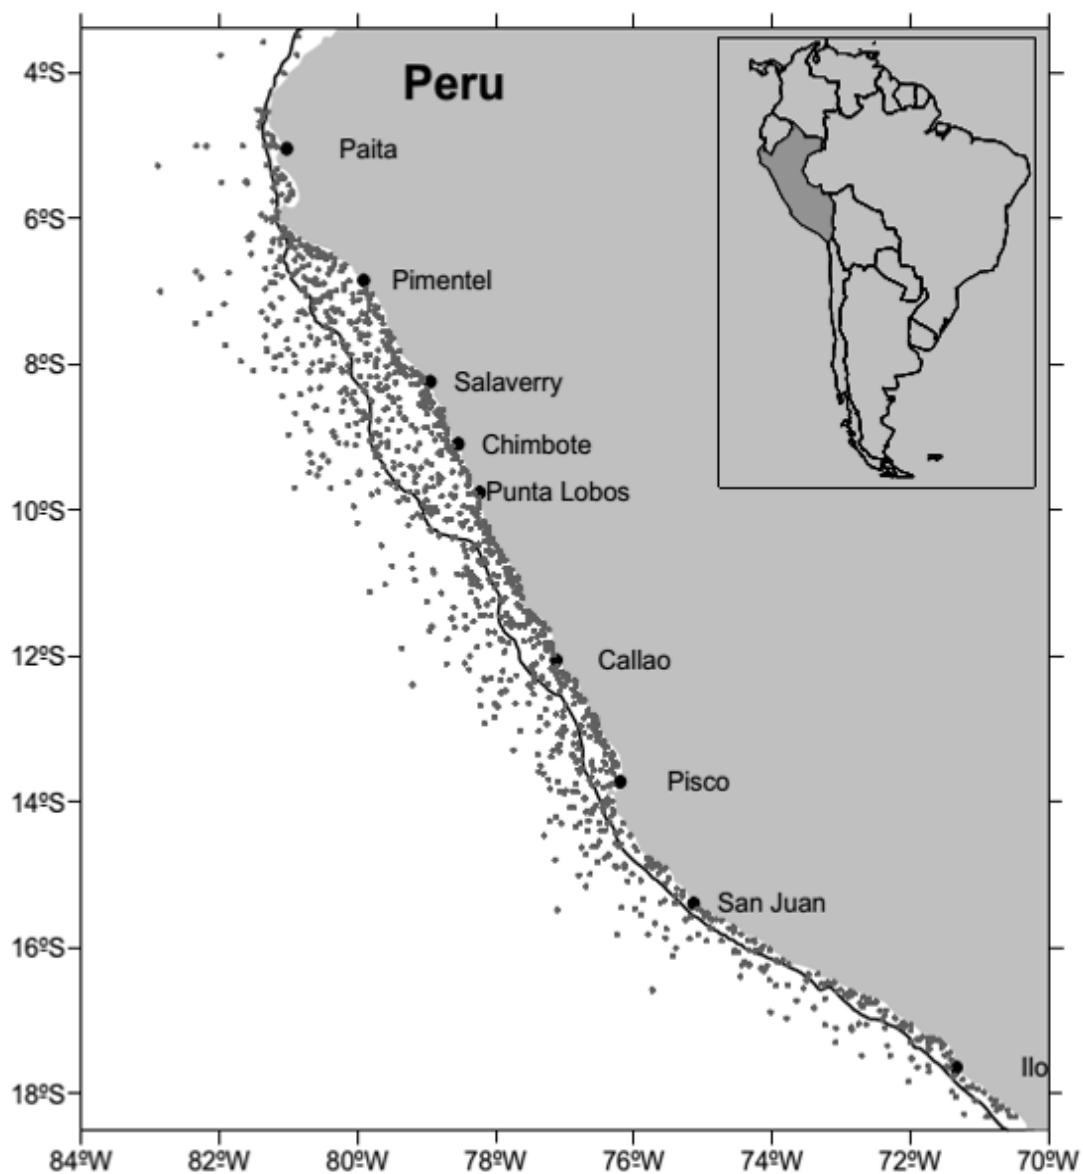 Peru
4ºS
Paita
6ºS
Pimentel
8ºS
Salaverry
Chimbote
Punta Lobos
10ºS
12ºS
Callao
Pisco
14ºS
San Juan
16ºS
Ilo
18ºS
84ºW
82ºW
80ºW
78ºW
76ºW
74ºW
72ºW
70ºW